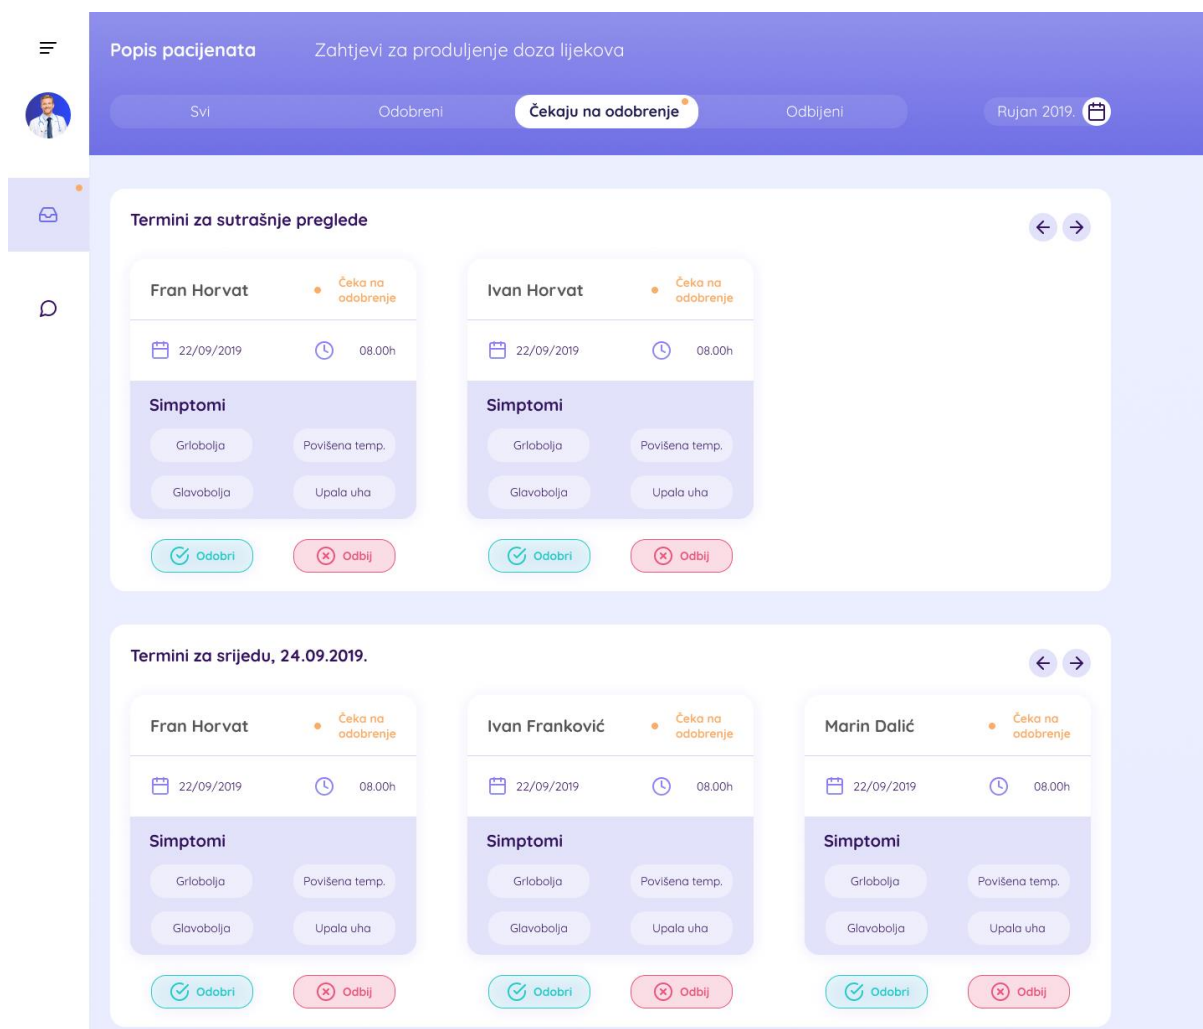 Popis pacijenata Zahtjevi za produljenje doza lijekova
Svi Odobreni Čekaju na odobrenje Odbijeni Rujan 2019.
Termini za sutrašnje preglede
Fran Horvat Čeka na odobrenje
22/09/2019 08.00h
Simptomi
Grlobolja Povišena temp.
Glavobolja Upala uha
Odobri Odbij
Ivan Horvat Čeka na odobrenje
22/09/2019 08.00h
Simptomi
Grlobolja Povišena temp.
Glavobolja Upala uha
Odobri Odbij
Termini za srijedu, 24.09.2019.
Fran Horvat Čeka na odobrenje
22/09/2019 08.00h
Simptomi
Grlobolja Povišena temp.
Glavobolja Upala uha
Odobri Odbij
Ivan Franković Čeka na odobrenje
22/09/2019 08.00h
Simptomi
Grlobolja Povišena temp.
Glavobolja Upala uha
Odobri Odbij
Marin Dalić Čeka na odobrenje
22/09/2019 08.00h
Simptomi
Grlobolja Povišena temp.
Glavobolja Upala uha
Odobri Odbij